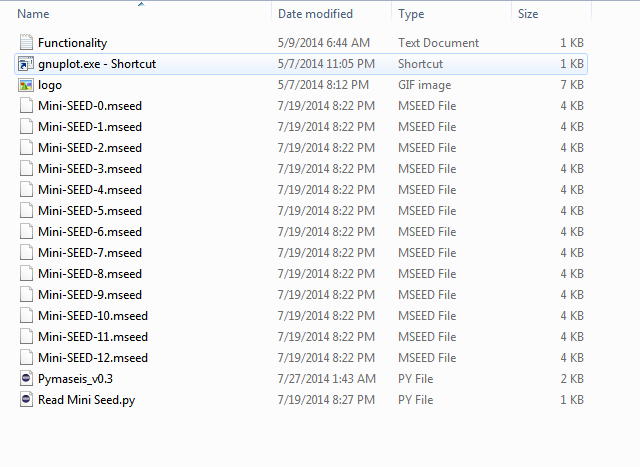 Name Date modified Type Size
Functionality 5/9/2014 6:44 AM Text Document 1 KB
gnuplot.exe - Shortcut 5/7/2014 11:05 PM Shortcut 1 KB
logo 5/7/2014 8:12 PM GIF image 7 KB
Mini-SEED-0.mseed 7/19/2014 8:22 PM MSEED File 4 KB
Mini-SEED-1.mseed 7/19/2014 8:22 PM MSEED File 4 KB
Mini-SEED-2.mseed 7/19/2014 8:22 PM MSEED File 4 KB
Mini-SEED-3.mseed 7/19/2014 8:22 PM MSEED File 4 KB
Mini-SEED-4.mseed 7/19/2014 8:22 PM MSEED File 4 KB
Mini-SEED-5.mseed 7/19/2014 8:22 PM MSEED File 4 KB
Mini-SEED-6.mseed 7/19/2014 8:22 PM MSEED File 4 KB
Mini-SEED-7.mseed 7/19/2014 8:22 PM MSEED File 4 KB
Mini-SEED-8.mseed 7/19/2014 8:22 PM MSEED File 4 KB
Mini-SEED-9.mseed 7/19/2014 8:22 PM MSEED File 4 KB
Mini-SEED-10.mseed 7/19/2014 8:22 PM MSEED File 4 KB
Mini-SEED-11.mseed 7/19/2014 8:22 PM MSEED File 4 KB
Mini-SEED-12.mseed 7/19/2014 8:22 PM MSEED File 4 KB
Pymaseis_v0.3 7/27/2014 1:43 AM PY File 2 KB
Read Mini Seed.py 7/19/2014 8:27 PM PY File 1 KB